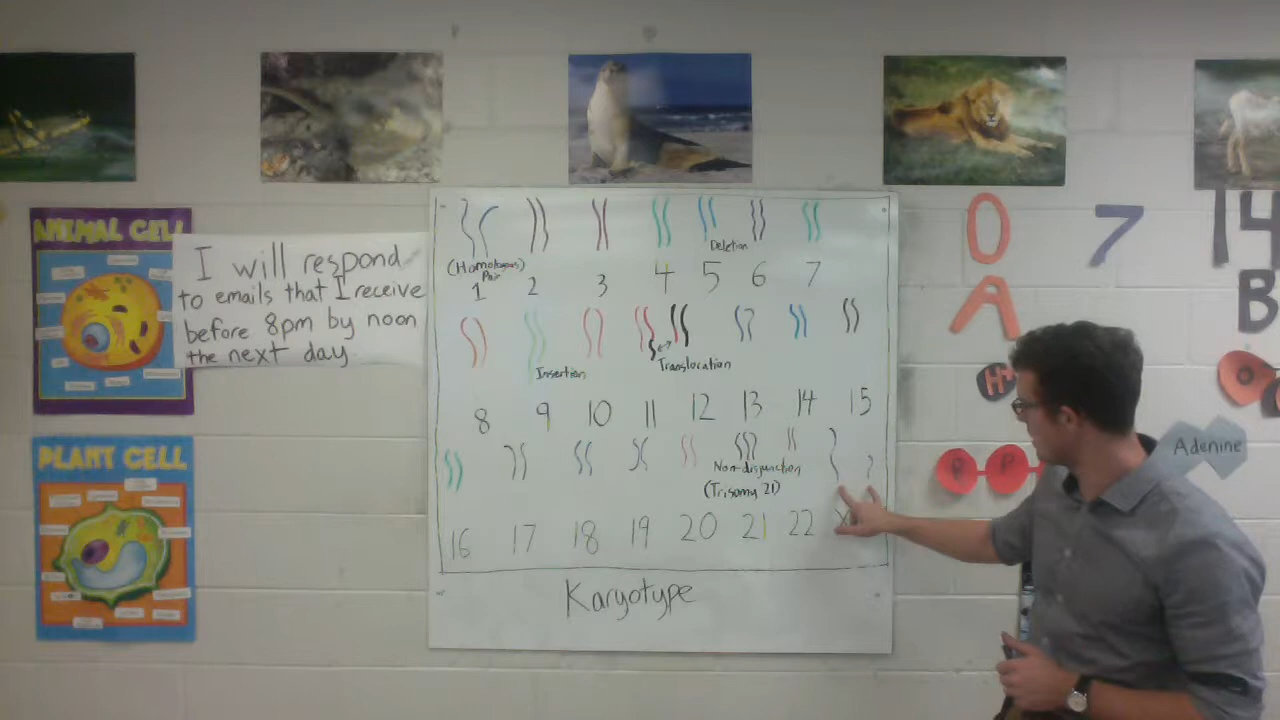 ANIMAL CELL
I will respond
to emails that I receive
before 8pm by noon
the next day
PLANT CELL
(Homologous)
Pair
Deletion
1 2 3 4 5 6 7
Insertion
Translocation
8 9 10 11 12 13 14 15
Non-disjunction
(Trisomy 21)
16 17 18 19 20 21 22 X
Karyotype
0 7 14
A B
H O
P P
Adenine